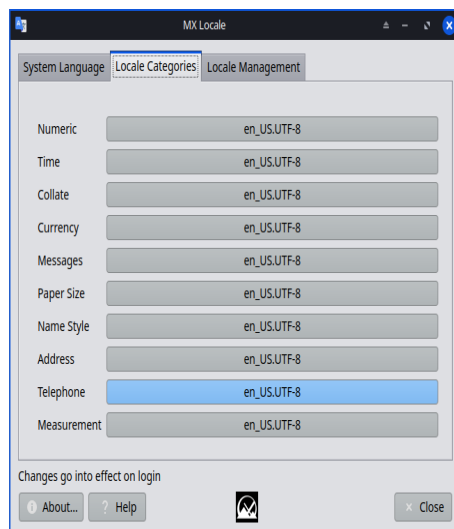 MX Locale
System Language Locale Categories Locale Management
Numeric en_US.UTF-8
Time en_US.UTF-8
Collate en_US.UTF-8
Currency en_US.UTF-8
Messages en_US.UTF-8
Paper Size en_US.UTF-8
Name Style en_US.UTF-8
Address en_US.UTF-8
Telephone en_US.UTF-8
Measurement en_US.UTF-8
Changes go into effect on login
About... ? Help Close